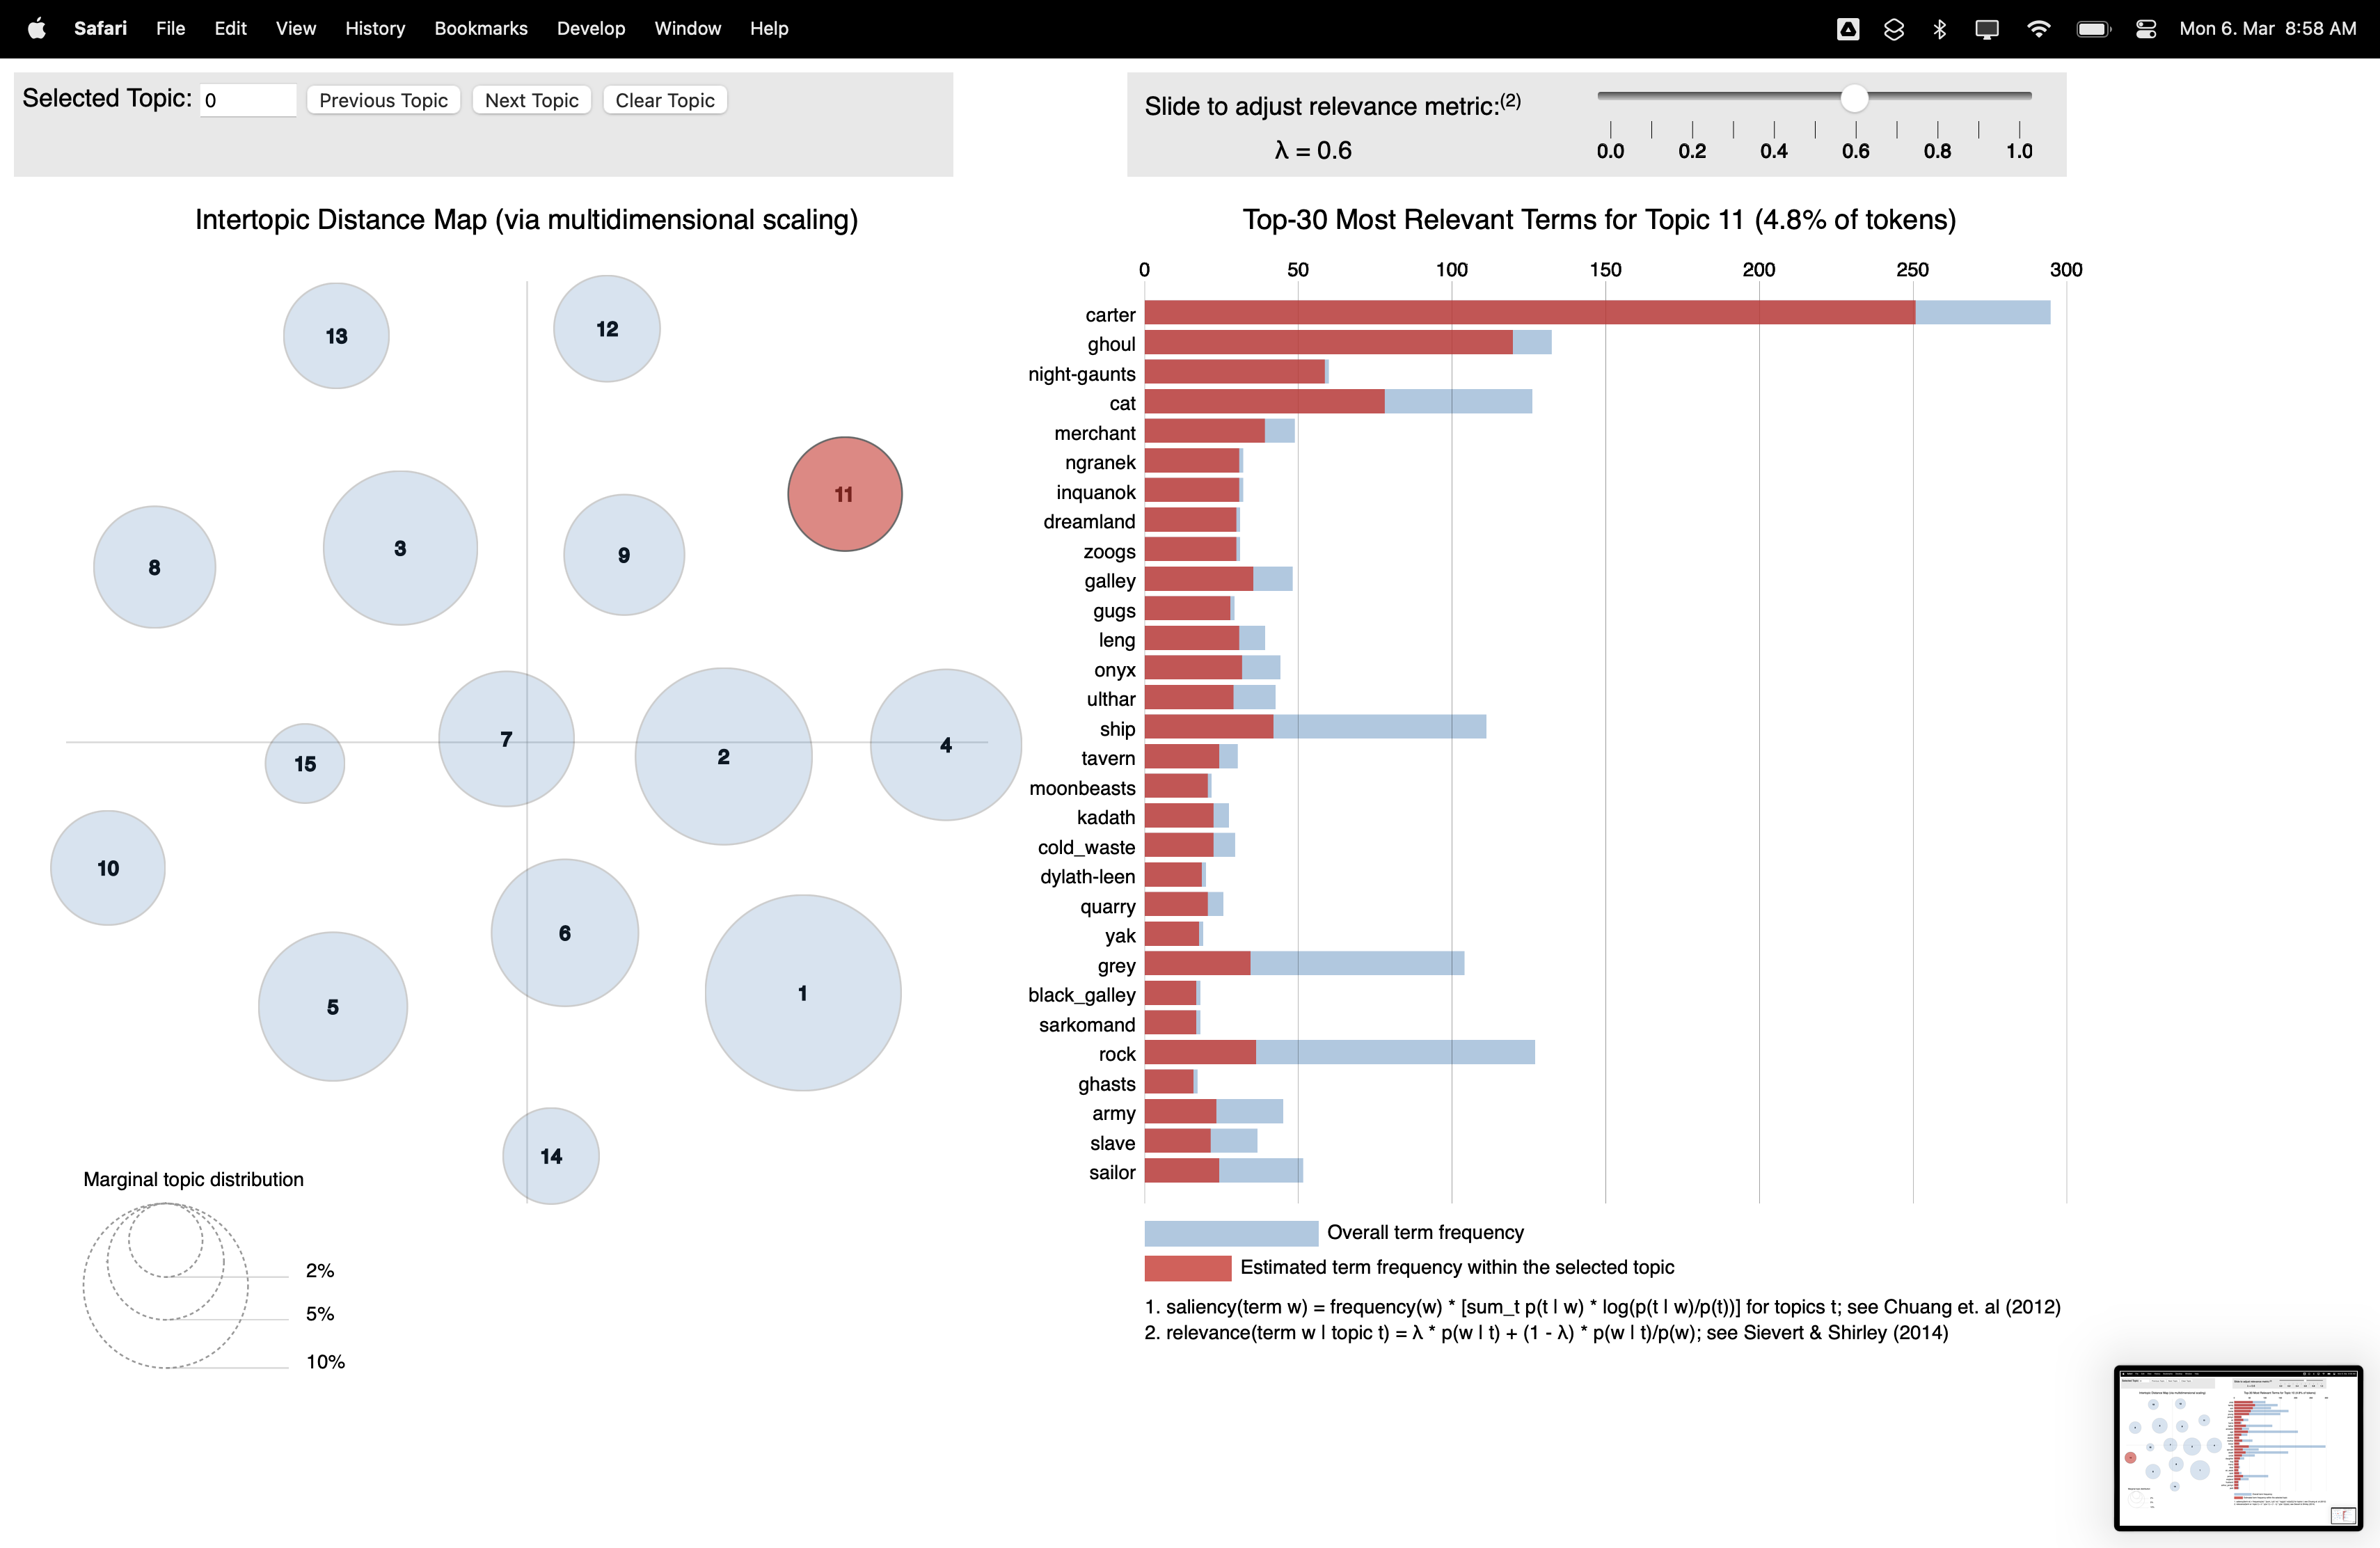 Safari File Edit View History Bookmarks Develop Window Help Mon 6. Mar 8:58 AM
Selected Topic: 0 Previous Topic Next Topic Clear Topic
Slide to adjust relevance metric:(2)
λ = 0.6
0.0 0.2 0.4 0.6 0.8 1.0
Intertopic Distance Map (via multidimensional scaling)
13
12
11
3
9
8
7
4
2
15
10
6
1
5
14
Marginal topic distribution
2%
5%
10%
Top-30 Most Relevant Terms for Topic 11 (4.8% of tokens)
0 50 100 150 200 250 300
carter
ghoul
night-gaunts
cat
merchant
ngranek
inquanok
dreamland
zoogs
galley
gugs
leng
onyx
ulthar
ship
tavern
moonbeasts
kadath
cold_waste
dylath-leen
quarry
yak
grey
black_galley
sarkomand
rock
ghasts
army
slave
sailor
Overall term frequency
Estimated term frequency within the selected topic
1. saliency(term w) = frequency(w) * [sum_t p(t | w) * log(p(t | w)/p(t))] for topics t; see Chuang et. al (2012)
2. relevance(term w | topic t) = λ * p(w | t) + (1 - λ) * p(w | t)/p(w); see Sievert & Shirley (2014)